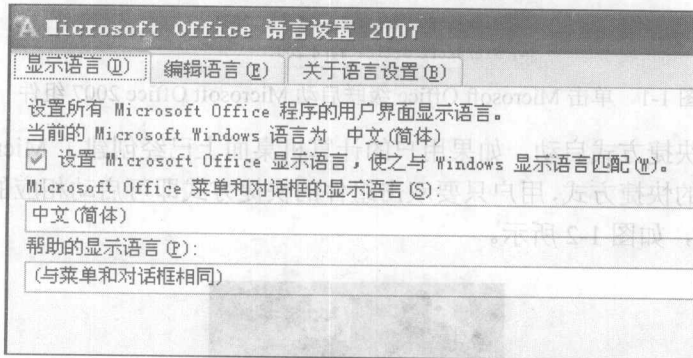 Microsoft Office 语言设置 2007
显示语言(D) 编辑语言(E) 关于语言设置(B)
设置所有 Microsoft Office 程序的用户界面显示语言。
当前的 Microsoft Windows 语言为 中文(简体)
设置 Microsoft Office 显示语言，使之与 Windows 显示语言匹配(W)。
Microsoft Office 菜单和对话框的显示语言(S):
中文(简体)
帮助的显示语言(P):
(与菜单和对话框相同)